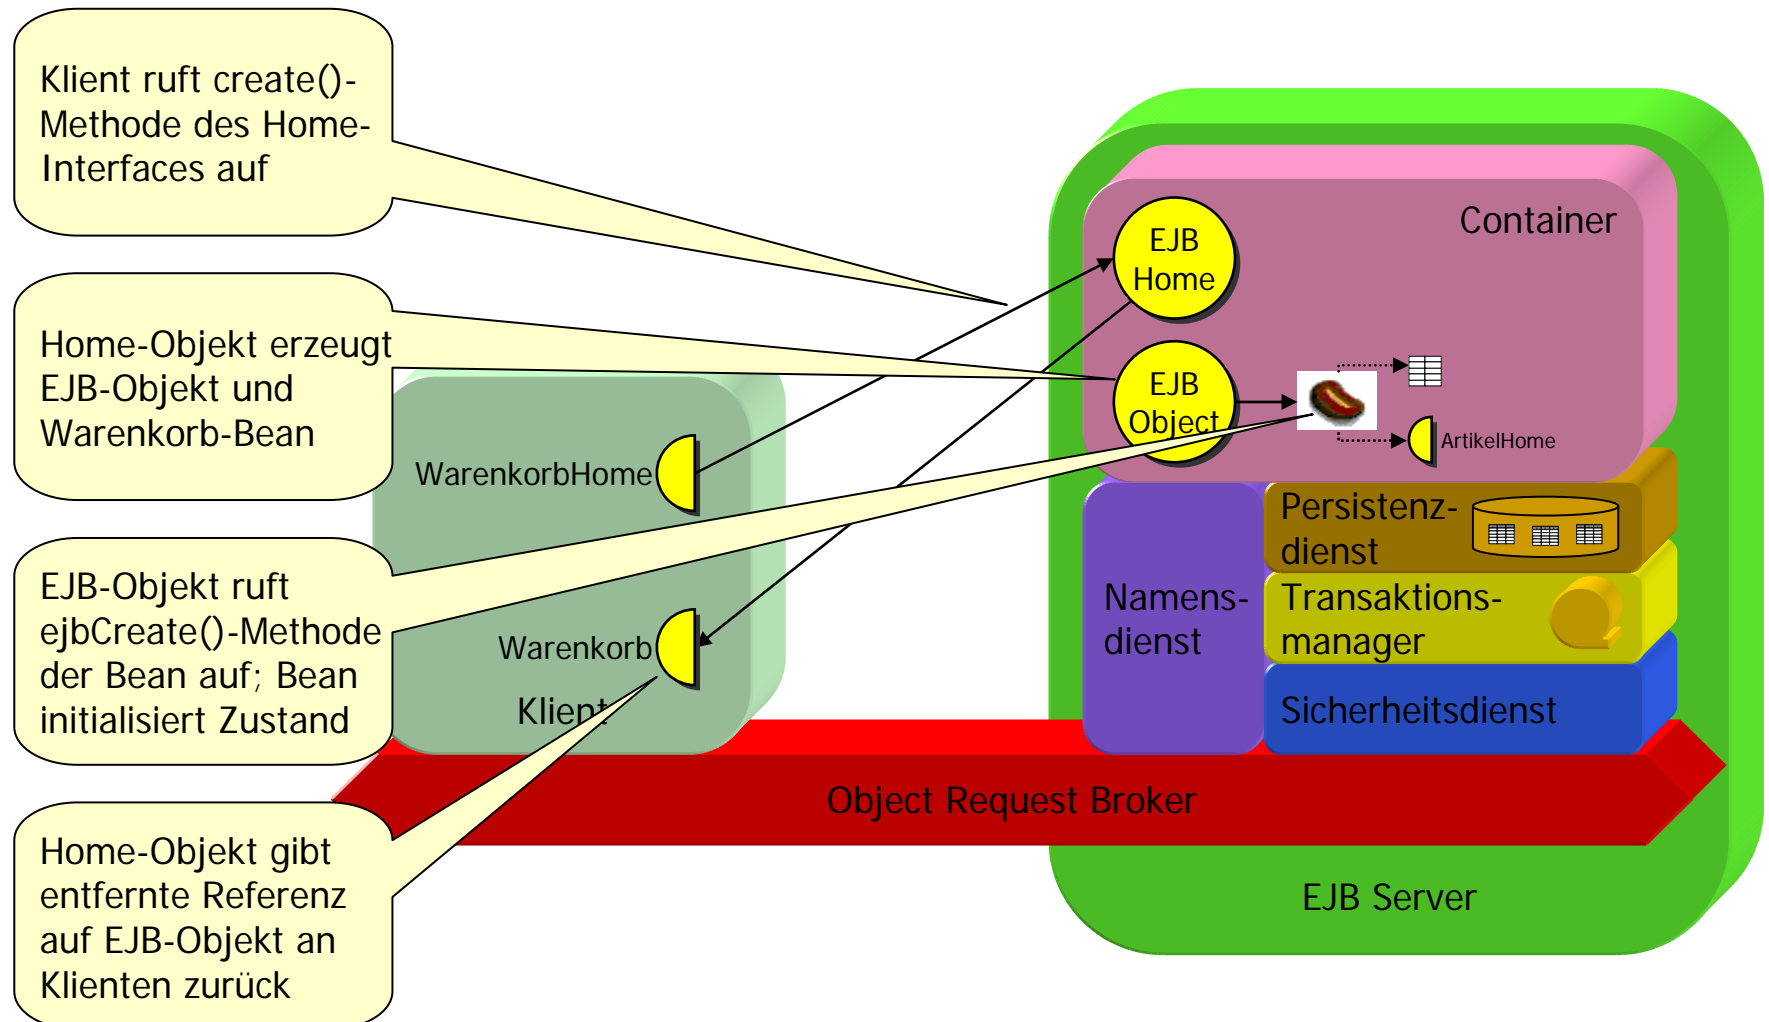 Klient ruft create()-
Methode des Home-
Interfaces auf
Home-Objekt erzeugt
EJB-Objekt und
Warenkorb-Bean
EJB-Objekt ruft
ejbCreate()-Methode
der Bean auf; Bean
initialisiert Zustand
Home-Objekt gibt
entfernte Referenz
auf EJB-Objekt an
Klienten zurück
WarenkorbHome
Warenkorb
Klient
Container
EJB
Home
EJB
Object
ArtikelHome
Persistenz-
dienst
Namens-
dienst
Transaktions-
manager
Sicherheitsdienst
Object Request Broker
EJB Server